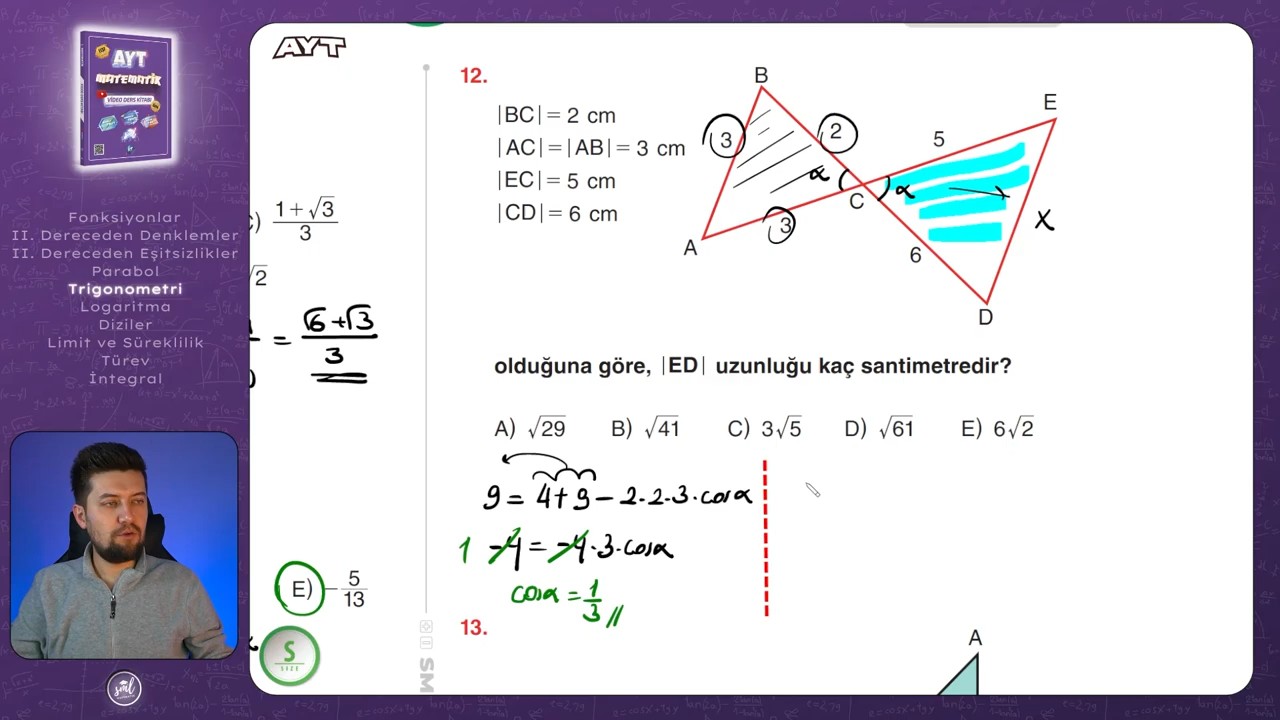 AYT
MATEMATİK
VİDEO DERS KİTABI
Fonksiyonlar
II. Dereceden Denklemler
II. Dereceden Eşitsizlikler
Parabol
Trigonometri
Logaritma
Diziler
Limit ve Süreklilik
Türev
İntegral
sml
AYT
1 + √3
3
√2
= √6 + √3
3
E) − 5
13
S
SIZE
SM
12.
|BC| = 2 cm
|AC| = |AB| = 3 cm
|EC| = 5 cm
|CD| = 6 cm
B
E
3
2
5
α
α
C
x
3
A
6
D
olduğuna göre, |ED| uzunluğu kaç santimetredir?
A) √29 B) √41 C) 3√5 D) √61 E) 6√2
9 = 4 + 9 − 2·2·3·cosα
1 −4 = −4·3·cosα
cosα = 1
3 //
13.
A